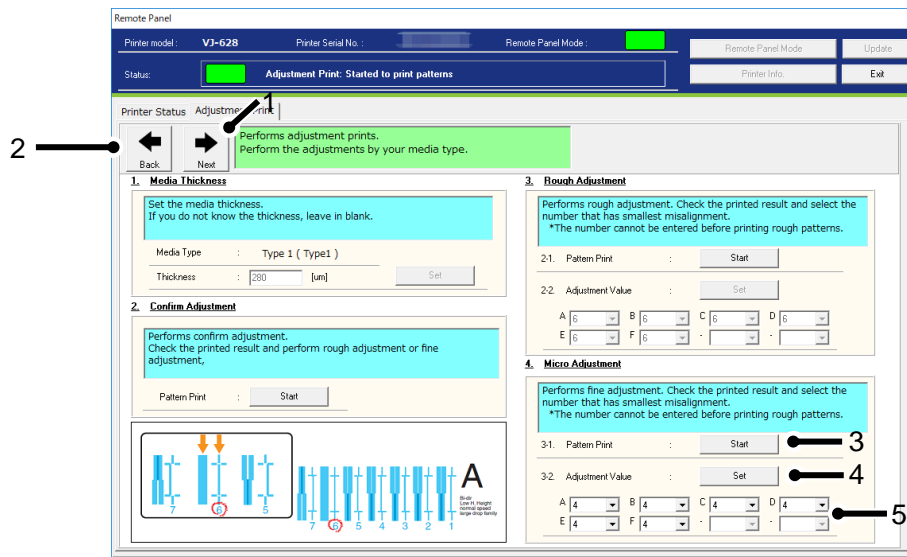 Remote Panel
Printer model : VJ-628 Printer Serial No. : Remote Panel Mode : Remote Panel Mode Update
Status: Adjustment Print: Started to print patterns Printer Info. Exit
1
Printer Status Adjustment Print
2
Back Next
Performs adjustment prints.
Perform the adjustments by your media type.
1. Media Thickness
Set the media thickness.
If you do not know the thickness, leave in blank.
Media Type : Type 1 ( Type1 )
Thickness : 280 [um] Set
2. Confirm Adjustment
Performs confirm adjustment.
Check the printed result and perform rough adjustment or fine
adjustment,
Pattern Print : Start
7 6 5
7 6 5 4 3 2 1
A
Bi-dir
Low H. Height
normal speed
large drop family
3. Rough Adjustment
Performs rough adjustment. Check the printed result and select the
number that has smallest misalignment.
*The number cannot be entered before printing rough patterns.
2-1. Pattern Print : Start
2-2. Adjustment Value : Set
A 6 B 6 C 6 D 6
E 6 F 6 - -
4. Micro Adjustment
Performs fine adjustment. Check the printed result and select the
number that has smallest misalignment.
*The number cannot be entered before printing rough patterns.
3-1. Pattern Print : Start 3
3-2. Adjustment Value : Set 4
A 4 B 4 C 4 D 4
E 4 F 4 - -
5